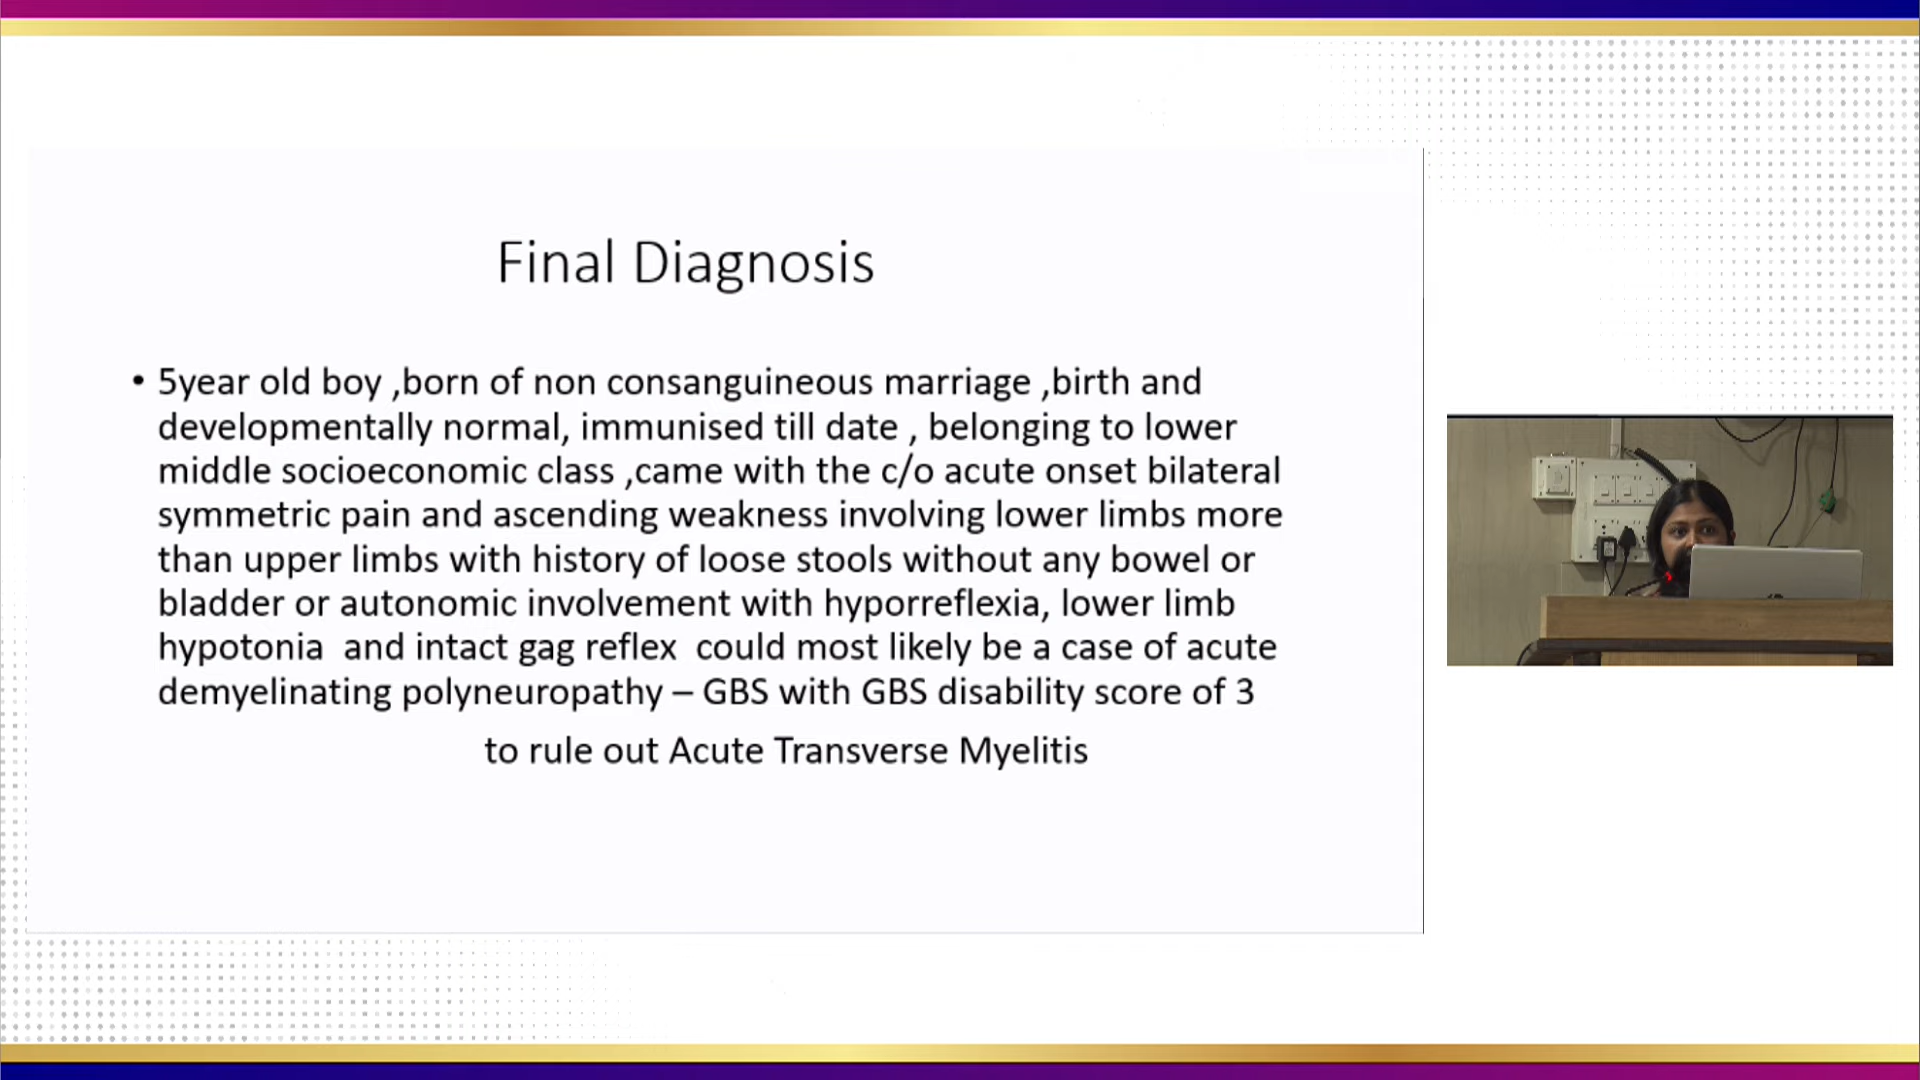 Final Diagnosis
• 5year old boy ,born of non consanguineous marriage ,birth and
developmentally normal, immunised till date , belonging to lower
middle socioeconomic class ,came with the c/o acute onset bilateral
symmetric pain and ascending weakness involving lower limbs more
than upper limbs with history of loose stools without any bowel or
bladder or autonomic involvement with hyporreflexia, lower limb
hypotonia  and intact gag reflex  could most likely be a case of acute
demyelinating polyneuropathy – GBS with GBS disability score of 3
to rule out Acute Transverse Myelitis